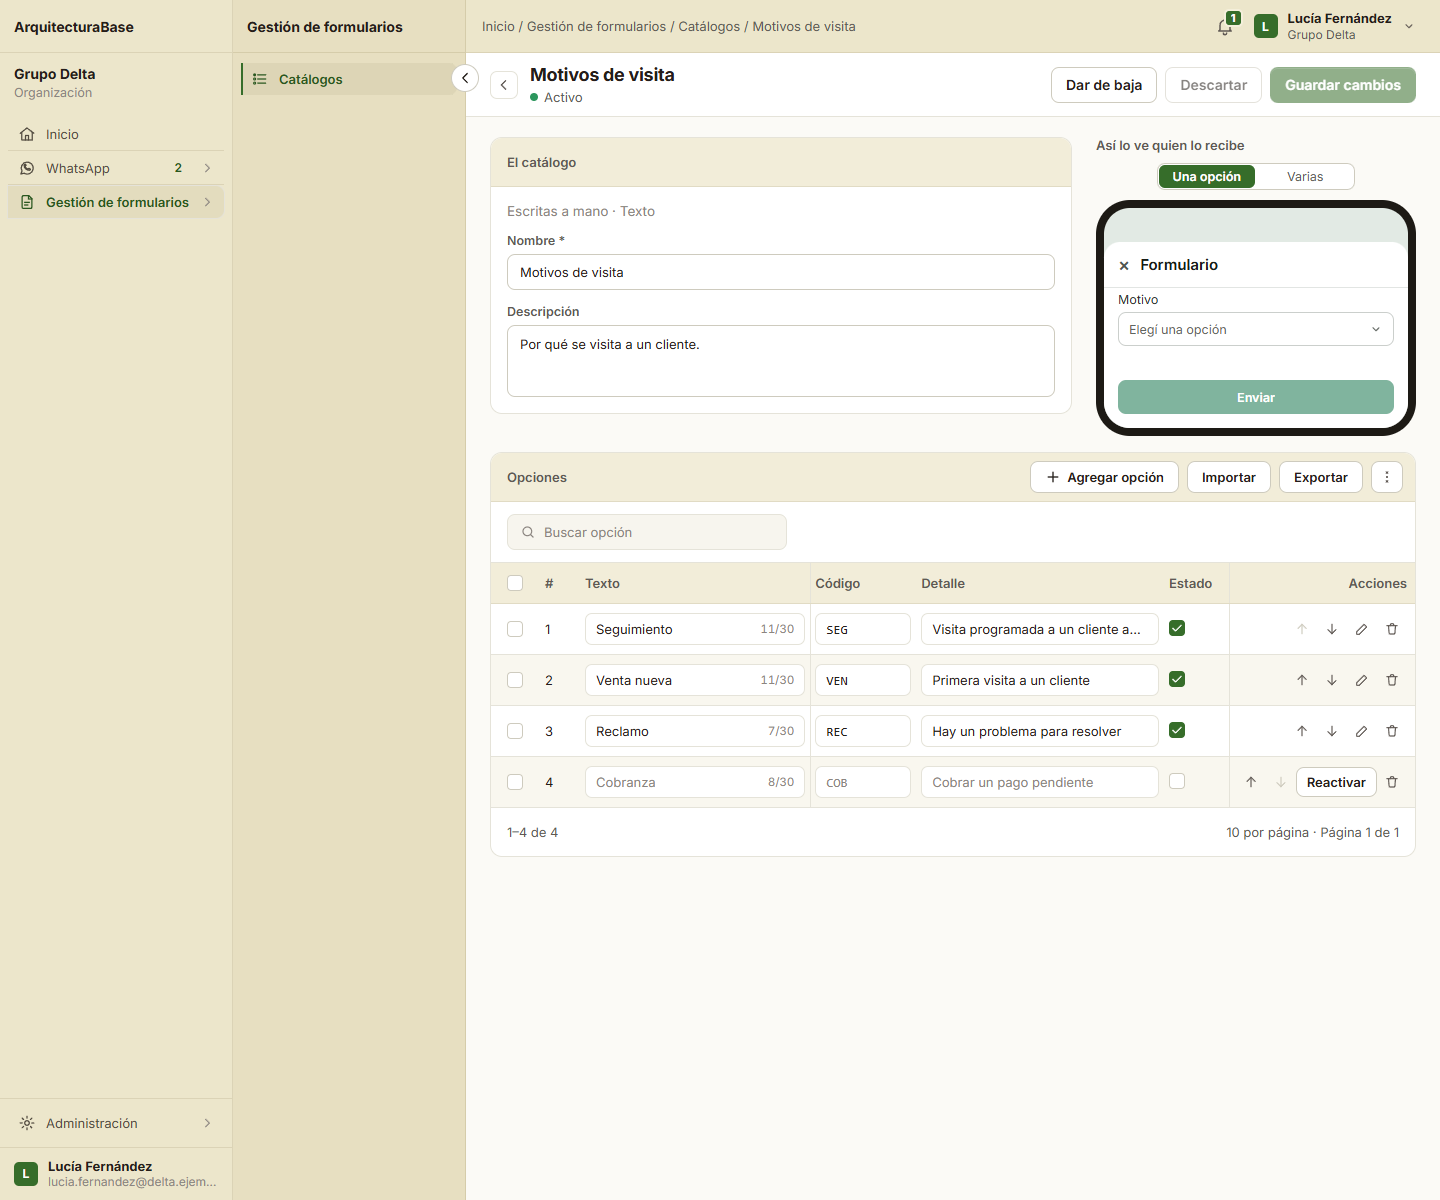 ArquitecturaBase
Grupo Delta
Organización
Inicio
WhatsApp 2
Gestión de formularios
Administración
L Lucía Fernández
lucia.fernandez@delta.ejem...
Gestión de formularios
Catálogos
Inicio / Gestión de formularios / Catálogos / Motivos de visita
1
L Lucía Fernández
Grupo Delta
Motivos de visita
Activo
Dar de baja Descartar Guardar cambios
El catálogo
Escritas a mano · Texto
Nombre *
Motivos de visita
Descripción
Por qué se visita a un cliente.
Así lo ve quien lo recibe
Una opción Varias
Formulario
Motivo
Elegí una opción
Enviar
Opciones
Agregar opción Importar Exportar
Buscar opción
# Texto Código Detalle Estado Acciones
1 Seguimiento 11/30 SEG Visita programada a un cliente a...
2 Venta nueva 11/30 VEN Primera visita a un cliente
3 Reclamo 7/30 REC Hay un problema para resolver
4 Cobranza 8/30 COB Cobrar un pago pendiente Reactivar
1–4 de 4
10 por página · Página 1 de 1